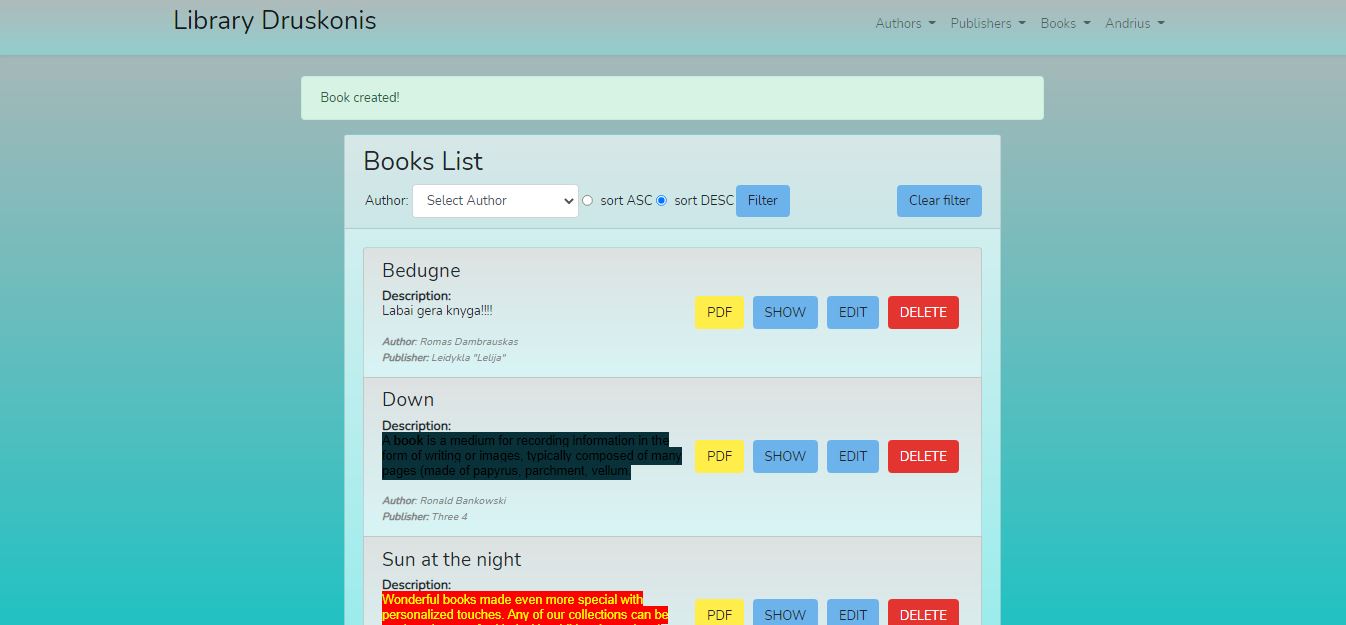 Library Druskonis
Authors Publishers Books Andrius
Book created!
Books List
Author: Select Author sort ASC sort DESC Filter Clear filter
Bedugne
Description:
Labai gera knyga!!!!
PDF SHOW EDIT DELETE
Author: Romas Dambrauskas
Publisher: Leidykla "Lelija"
Down
Description:
A book is a medium for recording information in the
form of writing or images, typically composed of many
pages (made of papyrus, parchment, vellum,
PDF SHOW EDIT DELETE
Author: Ronald Bankowski
Publisher: Three 4
Sun at the night
Description:
Wonderful books made even more special with
personalized touches. Any of our collections can be
PDF SHOW EDIT DELETE